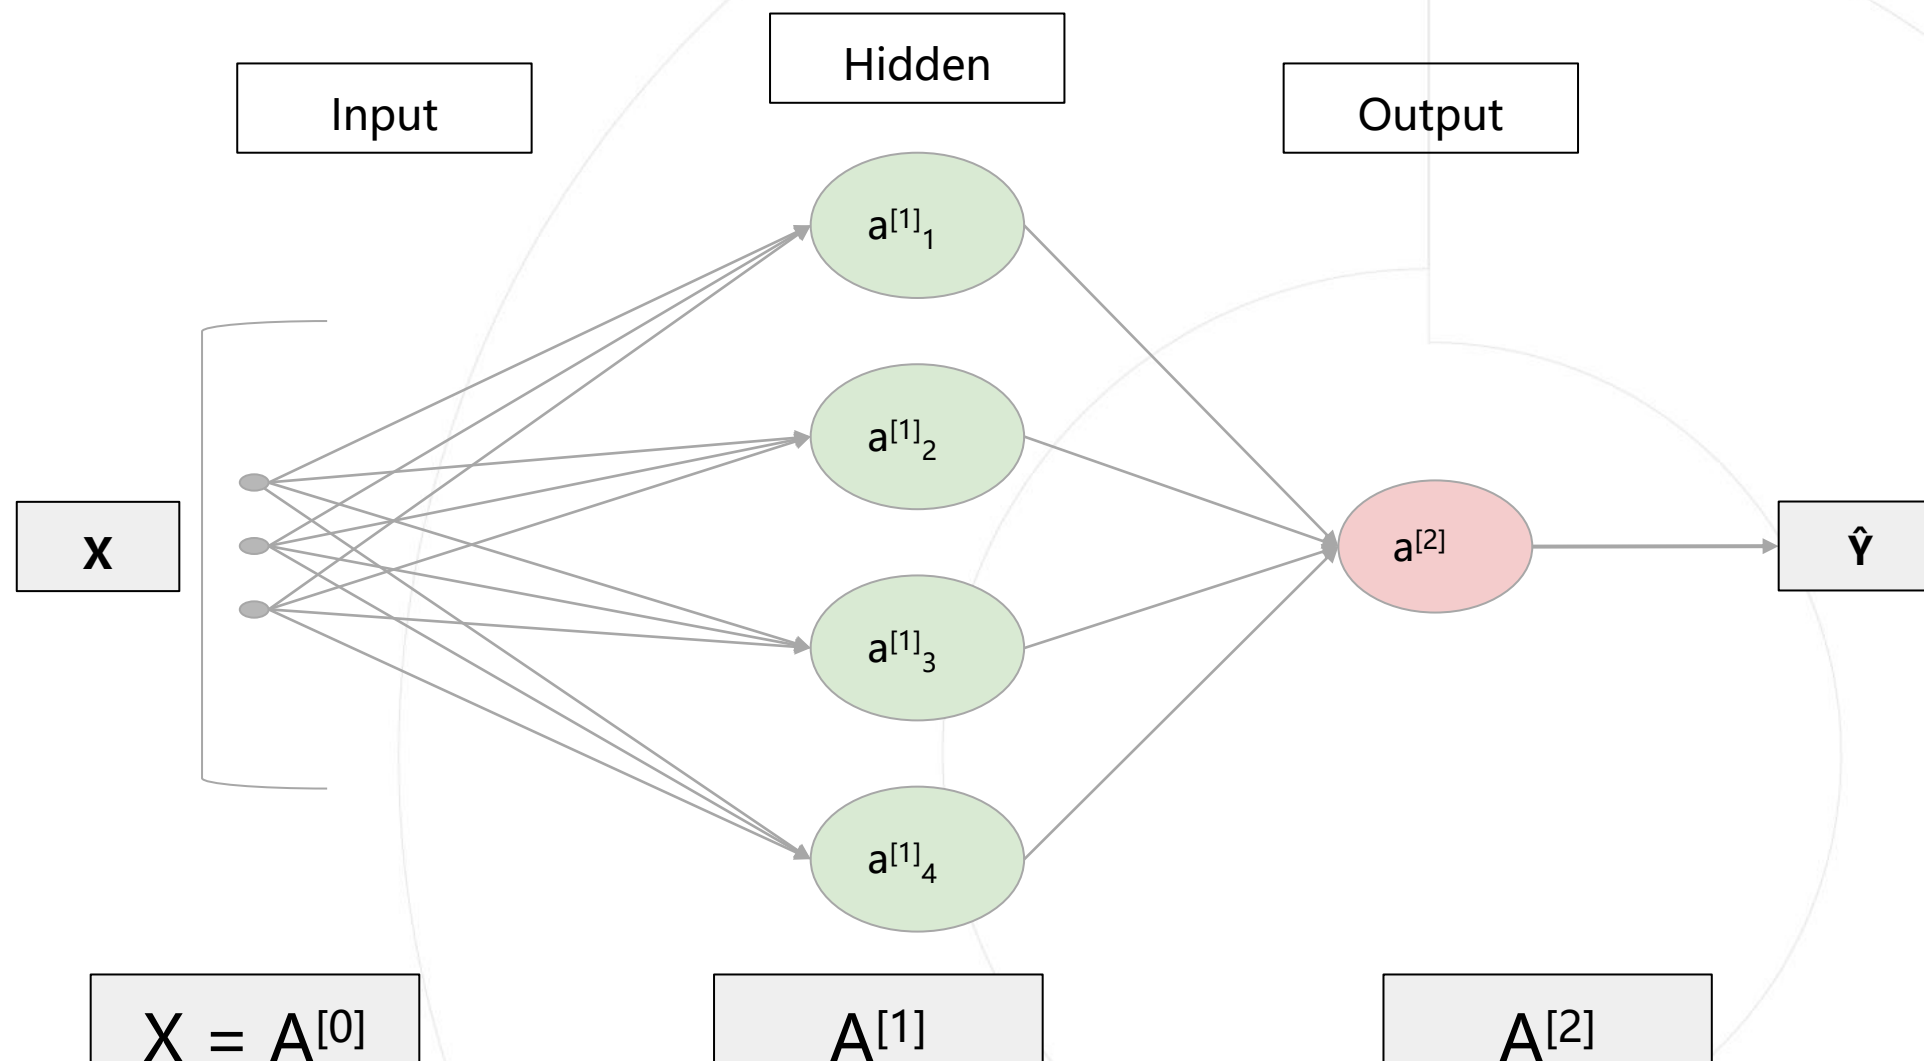 Hidden
Input
Output
a[1]1
a[1]2
a[1]3
a[1]4
X
a[2]
Ŷ
X = A[0]
A[1]
A[2]